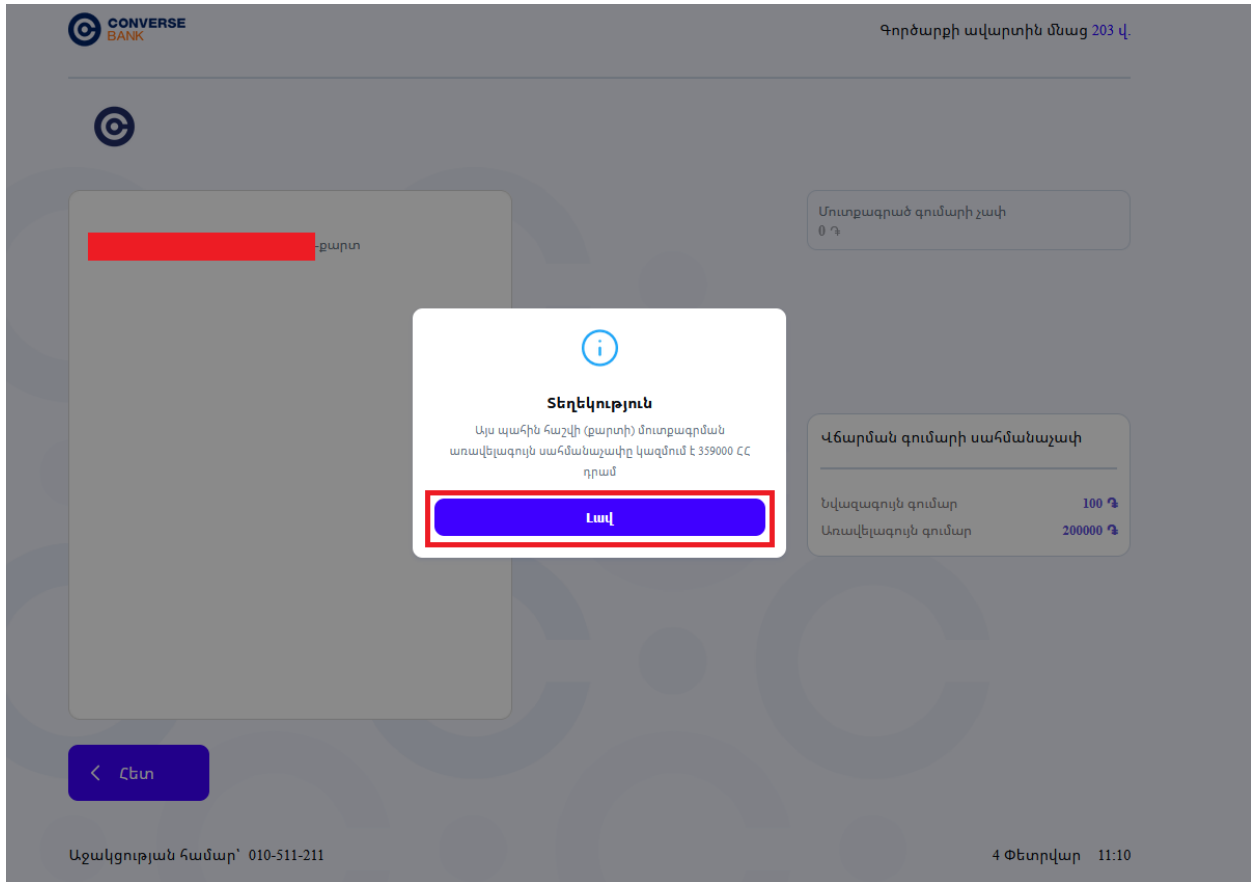 CONVERSE
BANK
Գործարքի ավարտին մնաց 203 վ.
-քարտ
Մուտքագրած գումարի չափ
0 ֏
Տեղեկություն
Այս պահին հաշվի (քարտի) մուտքագրման
առավելագույն սահմանաչափը կազմում է 359000 ՀՀ
դրամ
Լավ
Վճարման գումարի սահմանաչափ
Նվազագույն գումար 100 ֏
Առավելագույն գումար 200000 ֏
Հետ
Աջակցության համար՝ 010-511-211
4 Փետրվար 11:10